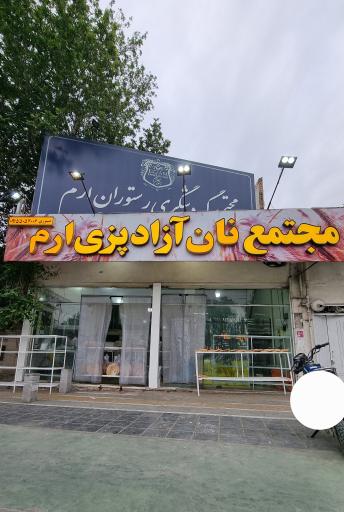 مجتمع گردشگری رستوران ارم
مجتمع نان آزادپزی ارم